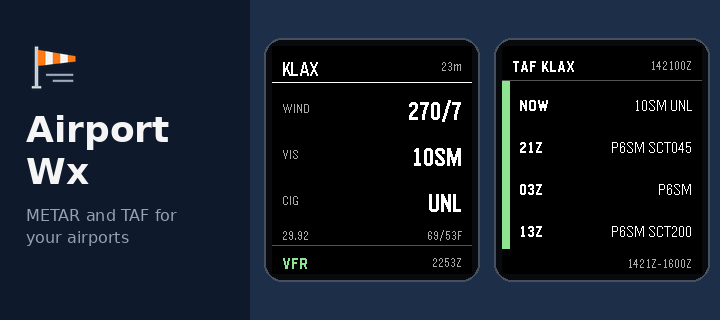 Airport
Wx
METAR and TAF for
your airports
KLAX 23m
WIND 270/7
VIS 10SM
CIG UNL
29.92 69/53F
VFR 2253Z
TAF KLAX 142100Z
NOW 10SM UNL
21Z P6SM SCT045
03Z P6SM
13Z P6SM SCT200
1421Z-1600Z